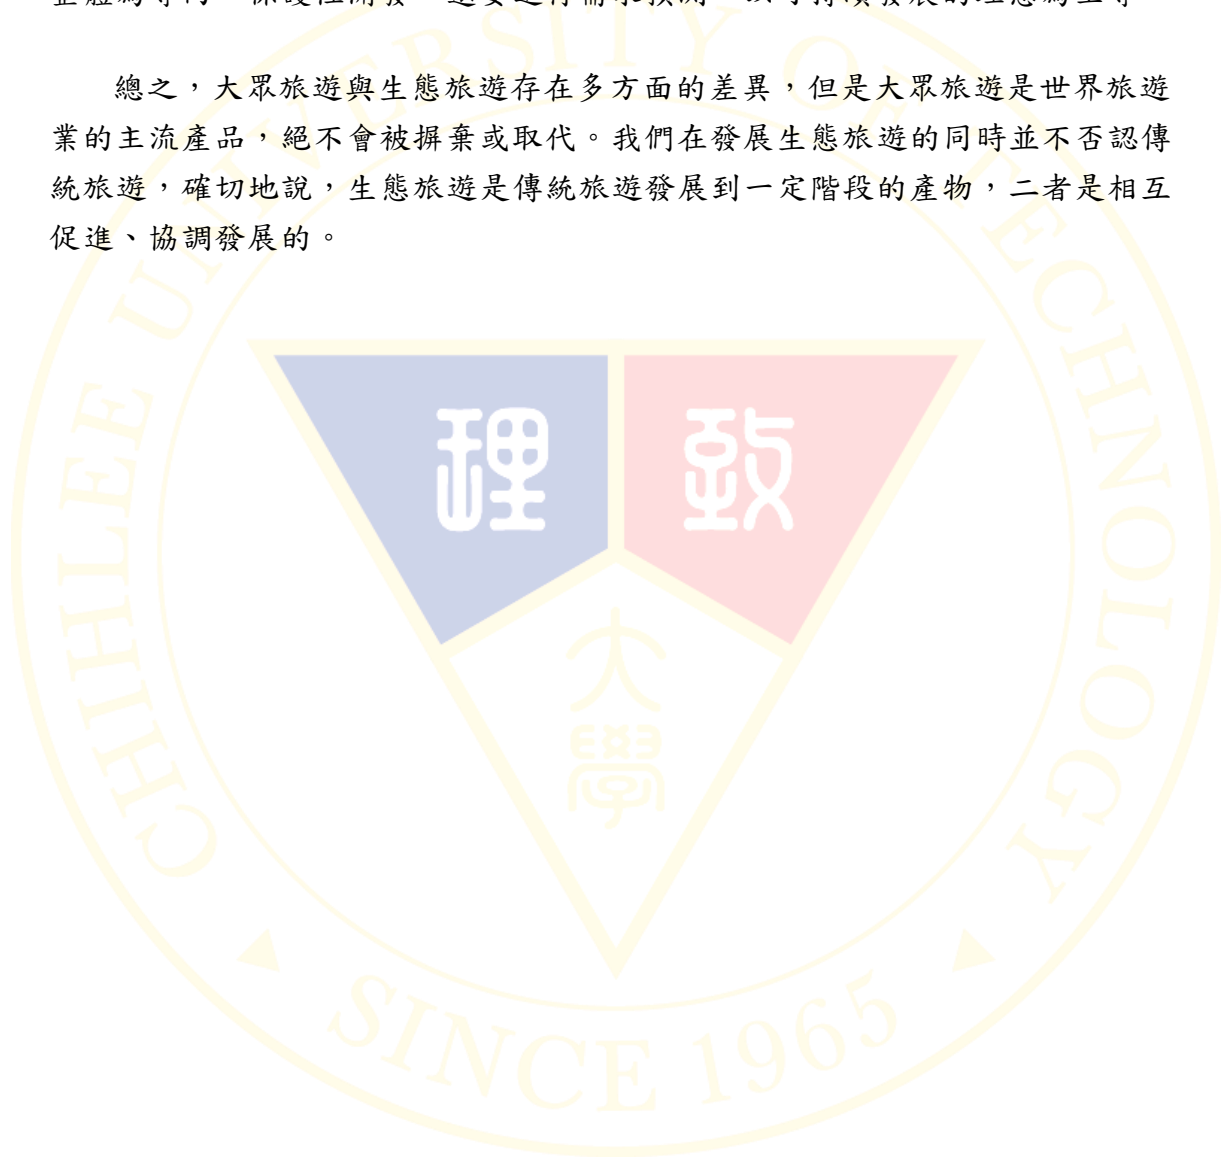 總之，大眾旅遊與生態旅遊存在多方面的差異，但是大眾旅遊是世界旅遊
業的主流產品，絕不會被摒棄或取代。我們在發展生態旅遊的同時並不否認傳
統旅遊，確切地說，生態旅遊是傳統旅遊發展到一定階段的產物，二者是相互
促進、協調發展的。
CHIHLEE UNIVERSITY OF TECHNOLOGY
理 致
大
學
SINCE 1965